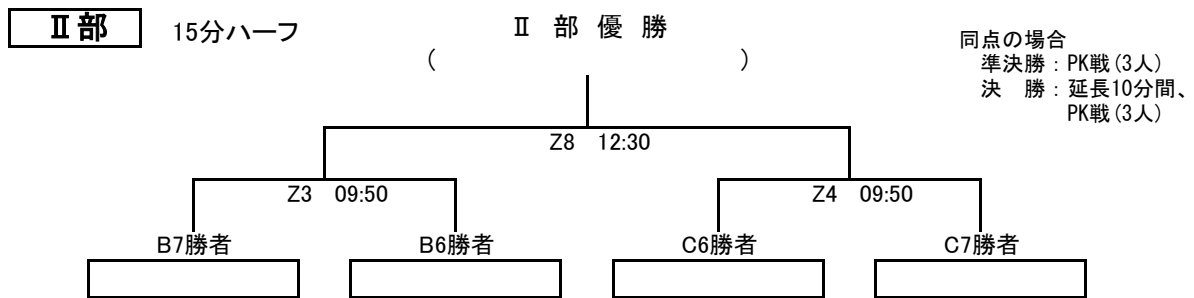 Ⅱ部 15分ハーフ Ⅱ 部 優 勝
( )
同点の場合
準決勝：PK戦(3人)
決　勝：延長10分間、
PK戦(3人)
Z8 12:30
Z3 09:50 Z4 09:50
B7勝者 B6勝者 C6勝者 C7勝者